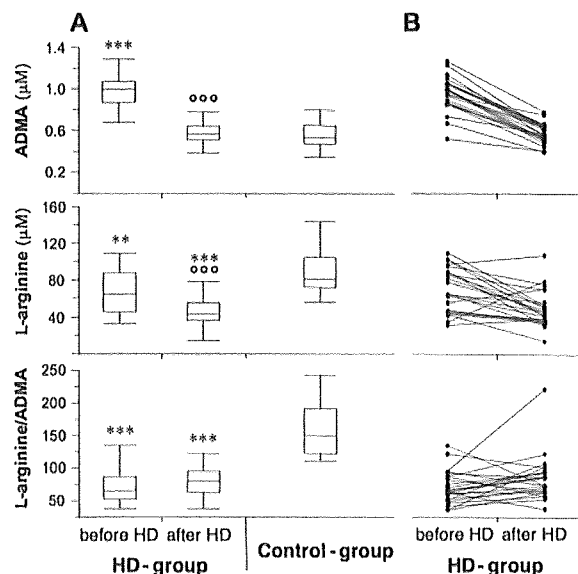 A
B
ADMA (µM)
1.4
1.0
0.6
0.2
***
°°°
L-arginine (µM)
160
120
80
40
**
***
°°°
L-arginine/ADMA
250
200
150
100
50
***
***
before HD after HD
HD-group
Control-group
before HD after HD
HD-group